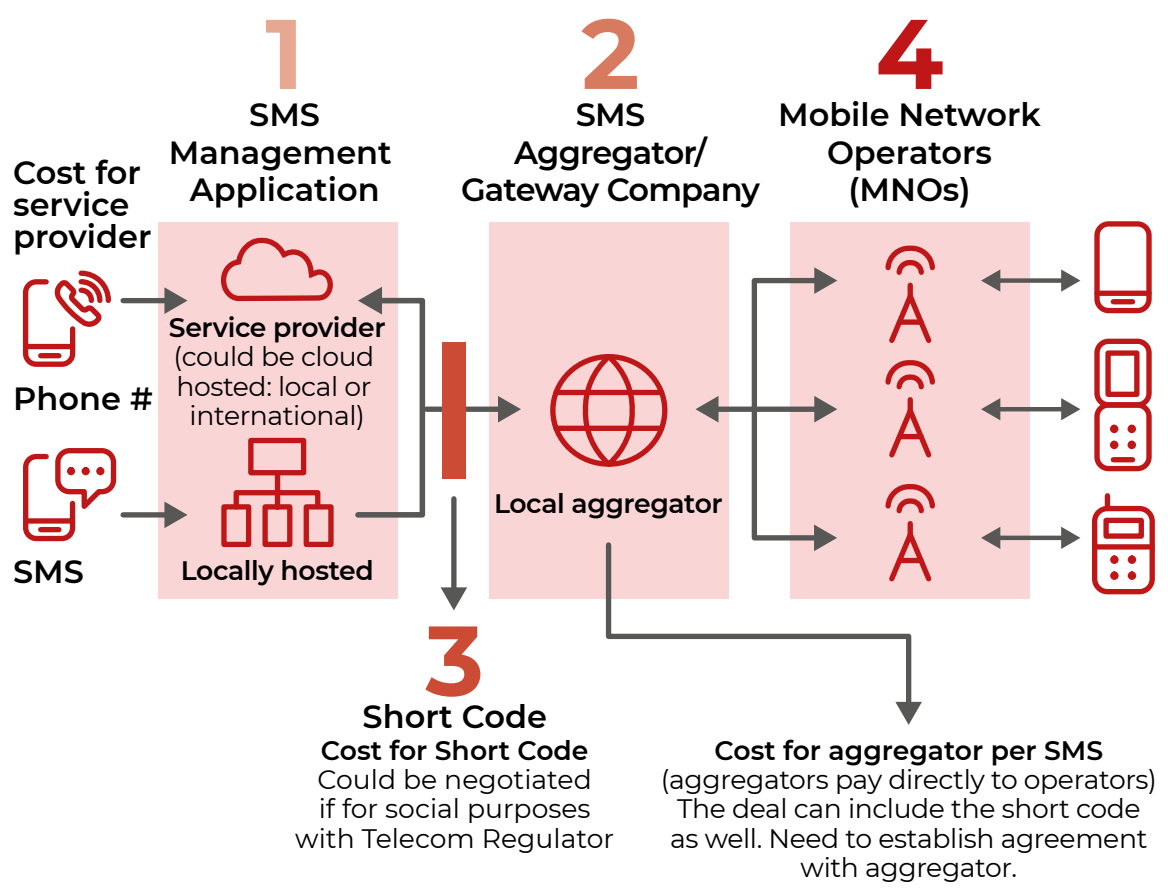 1
SMS
Management
Application
2
SMS
Aggregator/
Gateway Company
4
Mobile Network
Operators
(MNOs)
Cost for
service
provider
Phone #
SMS
Service provider
(could be cloud
hosted: local or
international)
Locally hosted
Local aggregator
3
Short Code
Cost for Short Code
Could be negotiated
if for social purposes
with Telecom Regulator
Cost for aggregator per SMS
(aggregators pay directly to operators)
The deal can include the short code
as well. Need to establish agreement
with aggregator.